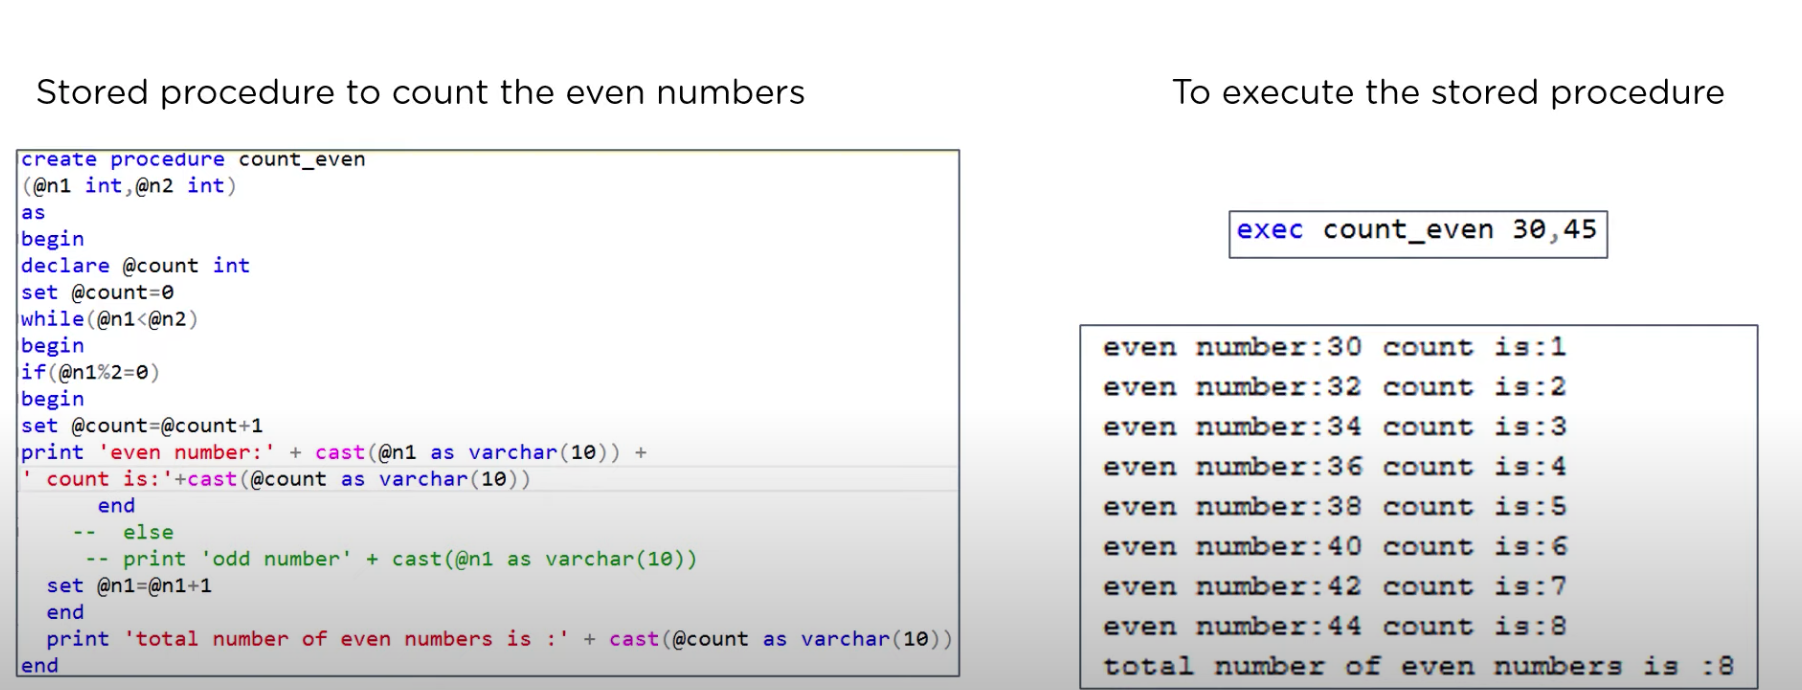 Stored procedure to count the even numbers
create procedure count_even
(@n1 int,@n2 int)
as
begin
declare @count int
set @count=0
while(@n1<@n2)
begin
if(@n1%2=0)
begin
set @count=@count+1
print 'even number:' + cast(@n1 as varchar(10)) +
' count is:'+cast(@count as varchar(10))
end
-- else
-- print 'odd number' + cast(@n1 as varchar(10))
set @n1=@n1+1
end
print 'total number of even numbers is :' + cast(@count as varchar(10))
end
To execute the stored procedure
exec count_even 30,45
even number:30 count is:1
even number:32 count is:2
even number:34 count is:3
even number:36 count is:4
even number:38 count is:5
even number:40 count is:6
even number:42 count is:7
even number:44 count is:8
total number of even numbers is :8